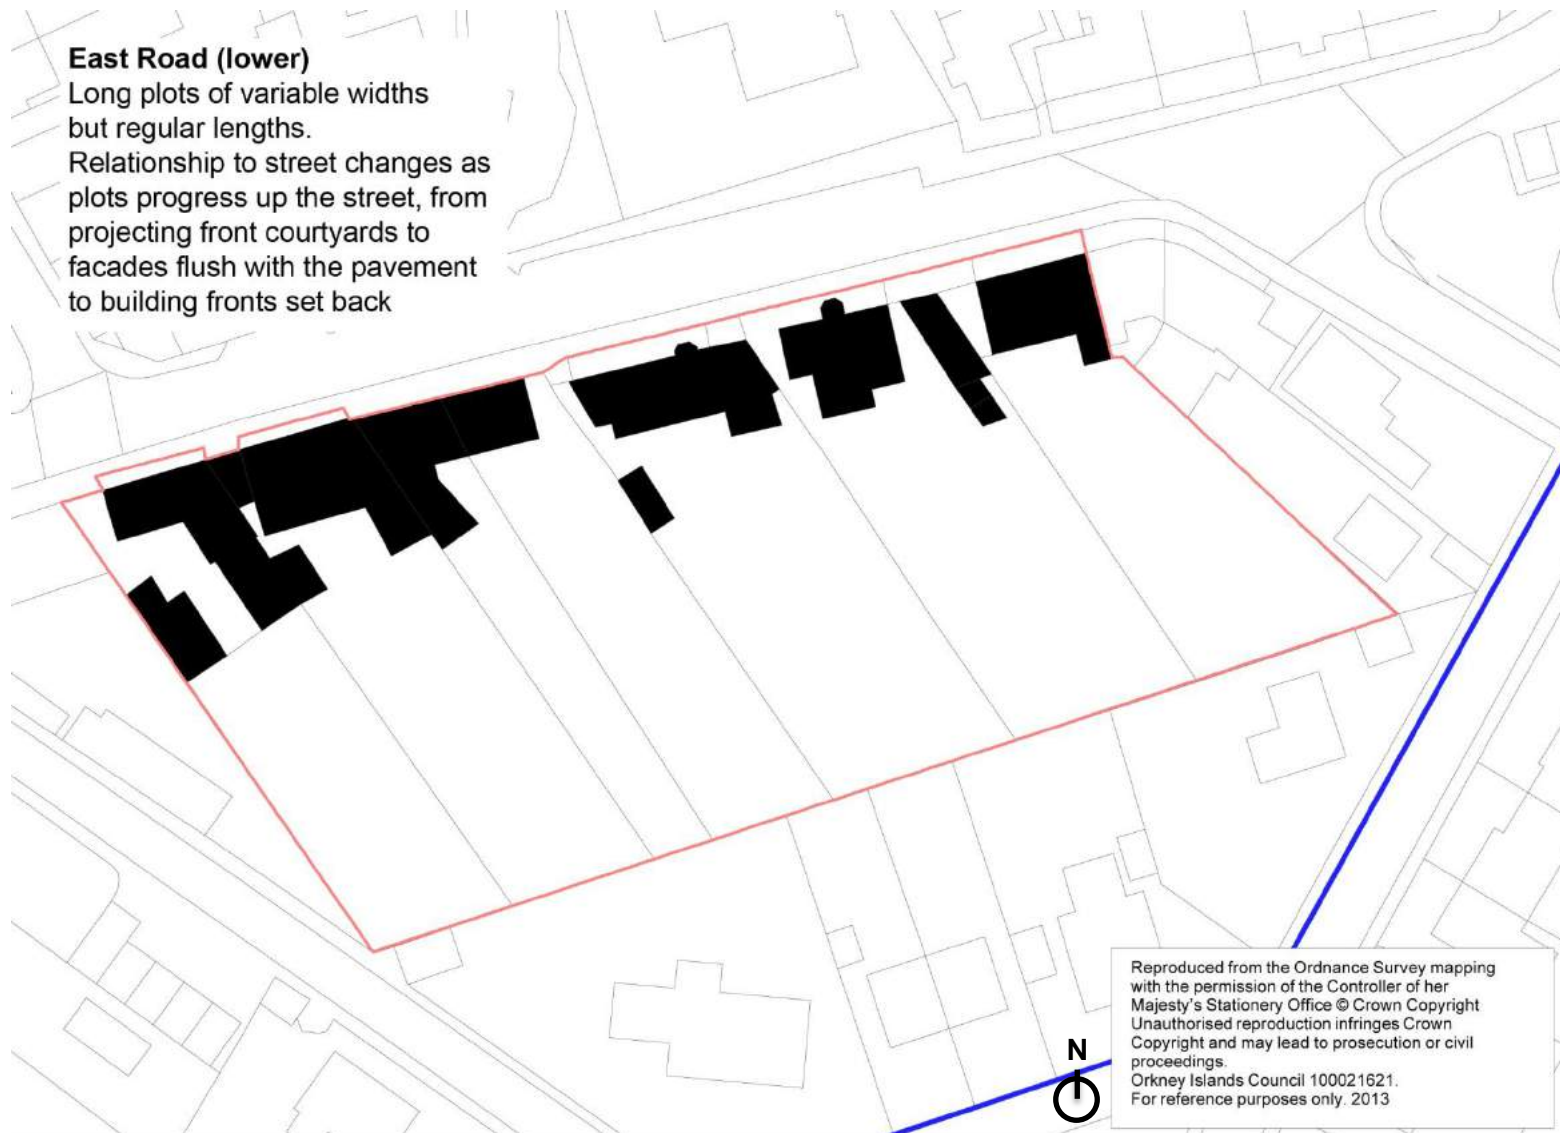 East Road (lower)
Long plots of variable widths
but regular lengths.
Relationship to street changes as
plots progress up the street, from
projecting front courtyards to
facades flush with the pavement
to building fronts set back
N
Reproduced from the Ordnance Survey mapping
with the permission of the Controller of her
Majesty's Stationery Office © Crown Copyright
Unauthorised reproduction infringes Crown
Copyright and may lead to prosecution or civil
proceedings.
Orkney Islands Council 100021621.
For reference purposes only. 2013